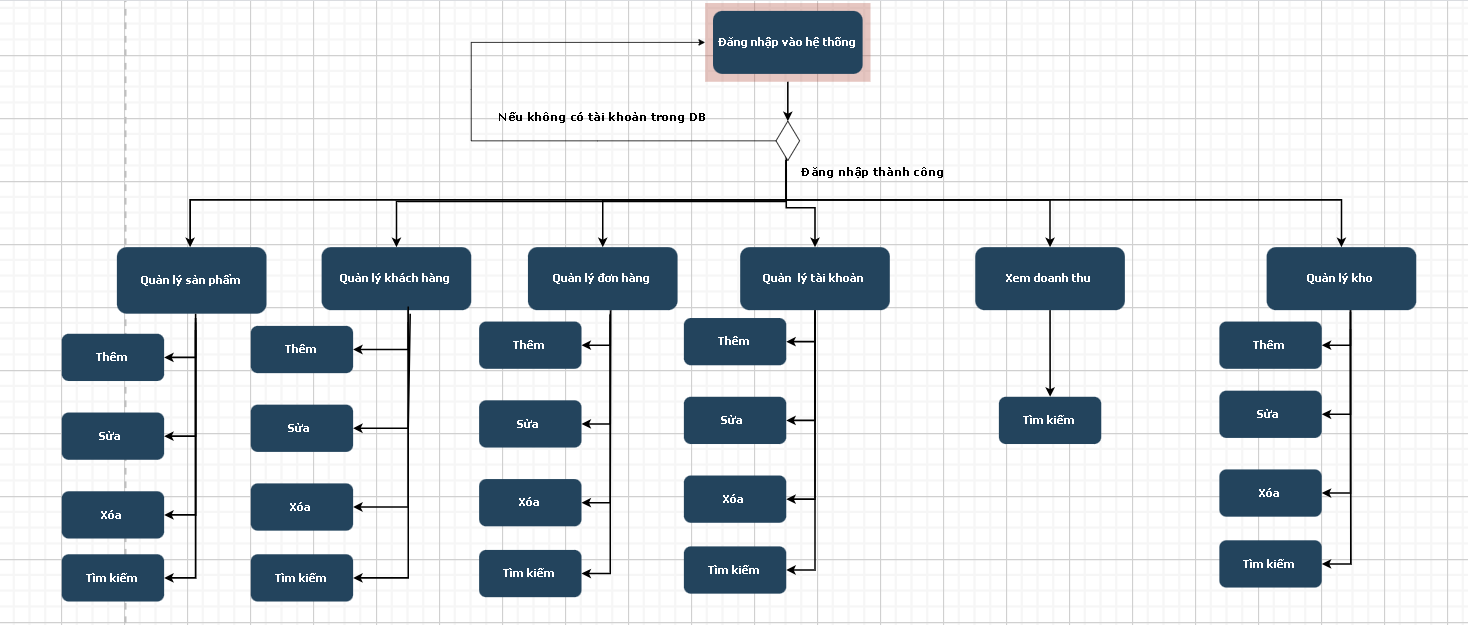 Đăng nhập vào hệ thống
Nếu không có tài khoản trong DB
Đăng nhập thành công
Quản lý sản phẩm
Quản lý khách hàng
Quản lý đơn hàng
Quản lý tài khoản
Xem doanh thu
Quản lý kho
Thêm
Sửa
Xóa
Tìm kiếm
Thêm
Sửa
Xóa
Tìm kiếm
Thêm
Sửa
Xóa
Tìm kiếm
Thêm
Sửa
Xóa
Tìm kiếm
Tìm kiếm
Thêm
Sửa
Xóa
Tìm kiếm